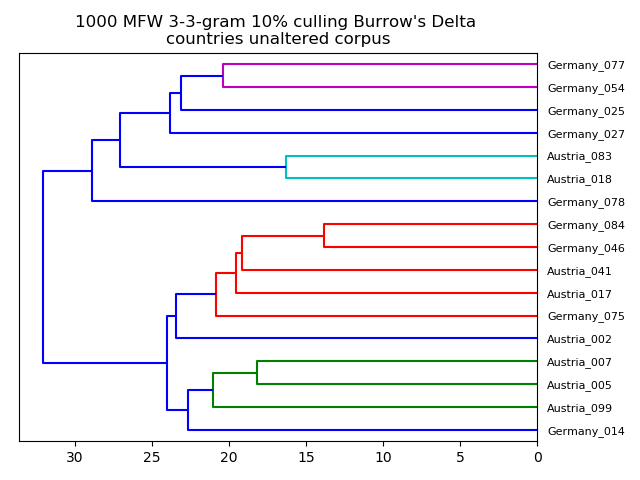 1000 MFW 3-3-gram 10% culling Burrow's Delta
countries unaltered corpus
Germany_077
Germany_054
Germany_025
Germany_027
Austria_083
Austria_018
Germany_078
Germany_084
Germany_046
Austria_041
Austria_017
Germany_075
Austria_002
Austria_007
Austria_005
Austria_099
Germany_014
30 25 20 15 10 5 0